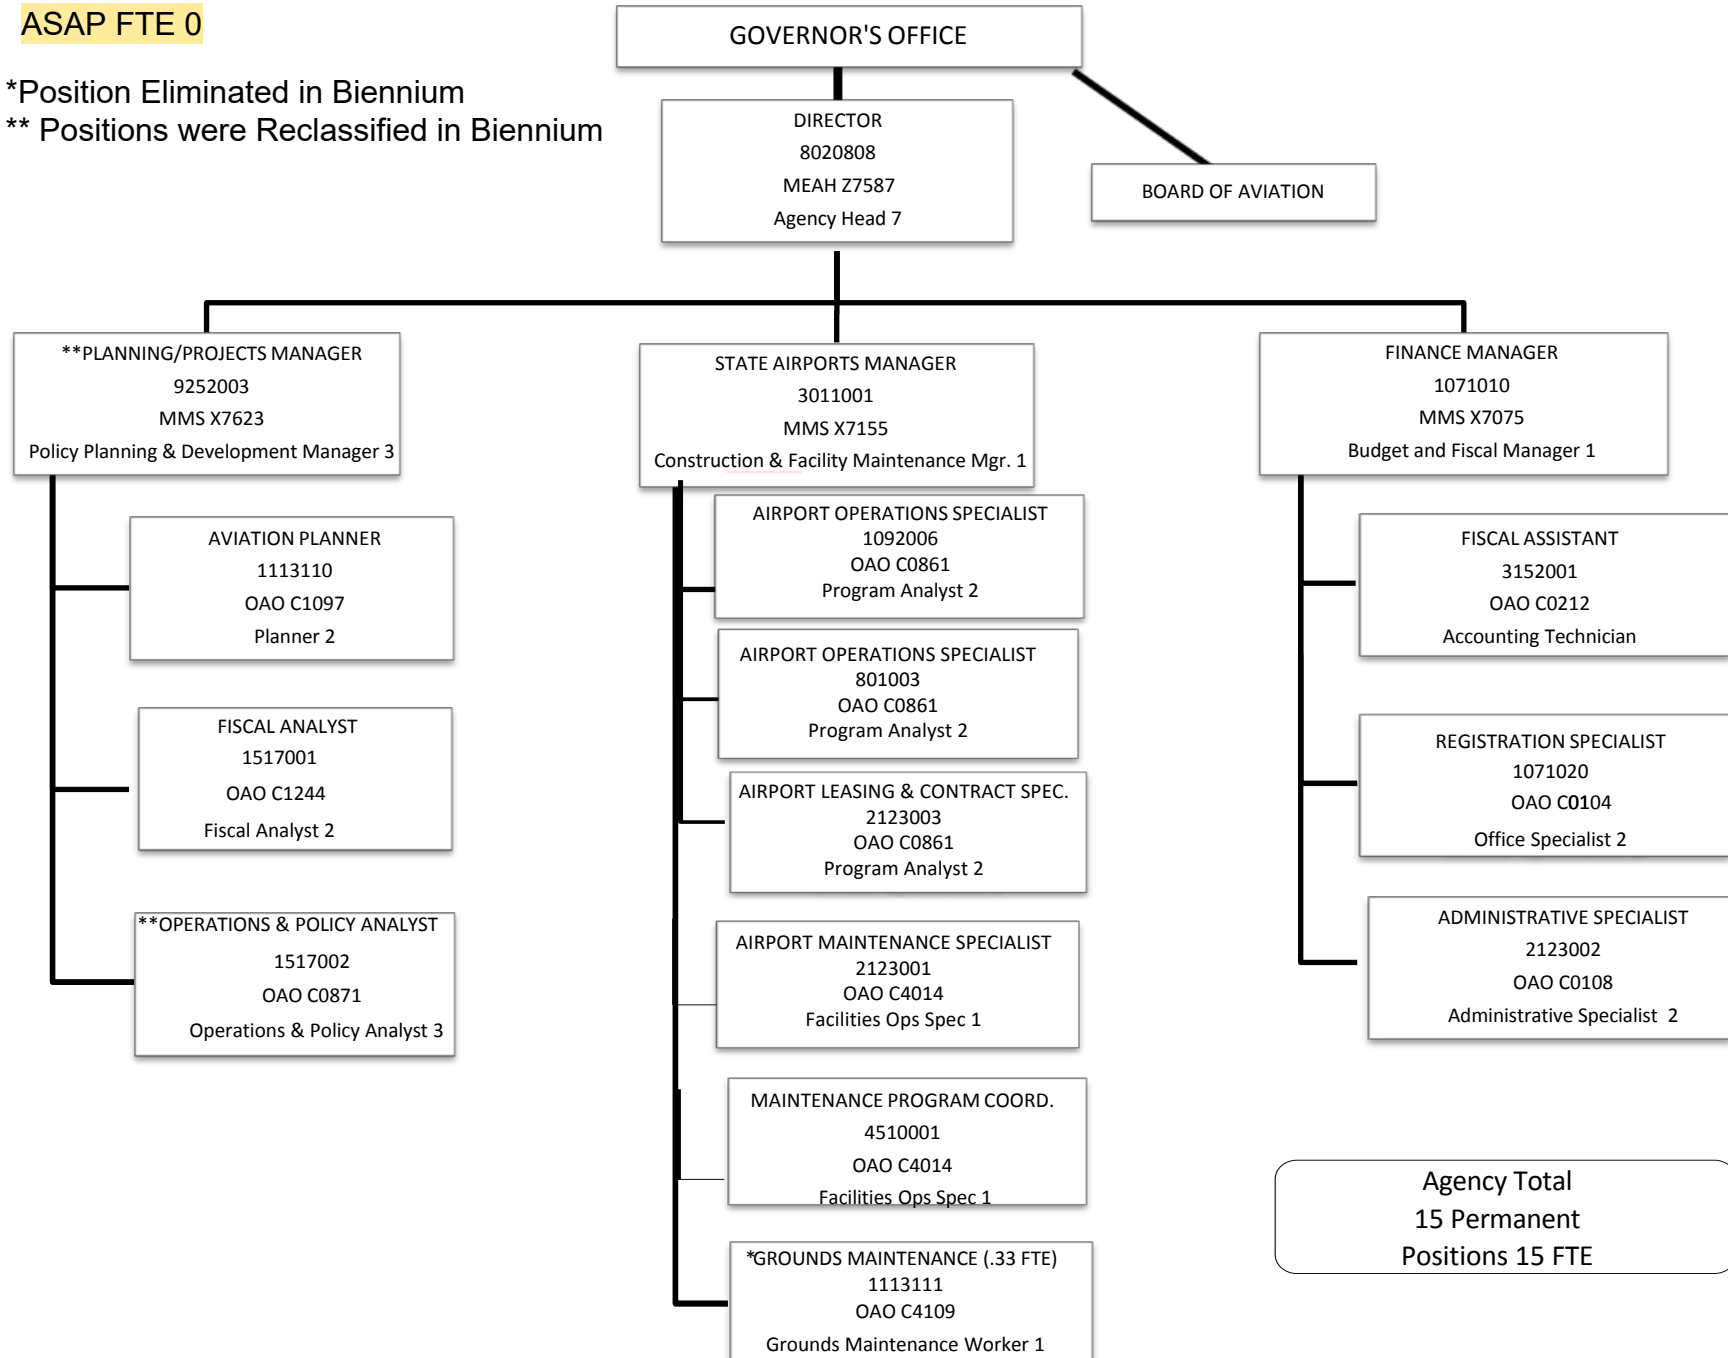 ASAP FTE 0
*Position Eliminated in Biennium
** Positions were Reclassified in Biennium
GOVERNOR'S OFFICE
DIRECTOR
8020808
MEAH Z7587
Agency Head 7
BOARD OF AVIATION
**PLANNING/PROJECTS MANAGER
9252003
MMS X7623
Policy Planning & Development Manager 3
AVIATION PLANNER
1113110
OAO C1097
Planner 2
FISCAL ANALYST
1517001
OAO C1244
Fiscal Analyst 2
**OPERATIONS & POLICY ANALYST
1517002
OAO C0871
Operations & Policy Analyst 3
STATE AIRPORTS MANAGER
3011001
MMS X7155
Construction & Facility Maintenance Mgr. 1
AIRPORT OPERATIONS SPECIALIST
1092006
OAO C0861
Program Analyst 2
AIRPORT OPERATIONS SPECIALIST
801003
OAO C0861
Program Analyst 2
AIRPORT LEASING & CONTRACT SPEC.
2123003
OAO C0861
Program Analyst 2
AIRPORT MAINTENANCE SPECIALIST
2123001
OAO C4014
Facilities Ops Spec 1
MAINTENANCE PROGRAM COORD.
4510001
OAO C4014
Facilities Ops Spec 1
*GROUNDS MAINTENANCE (.33 FTE)
1113111
OAO C4109
Grounds Maintenance Worker 1
FINANCE MANAGER
1071010
MMS X7075
Budget and Fiscal Manager 1
FISCAL ASSISTANT
3152001
OAO C0212
Accounting Technician
REGISTRATION SPECIALIST
1071020
OAO C0104
Office Specialist 2
ADMINISTRATIVE SPECIALIST
2123002
OAO C0108
Administrative Specialist 2
Agency Total
15 Permanent
Positions 15 FTE